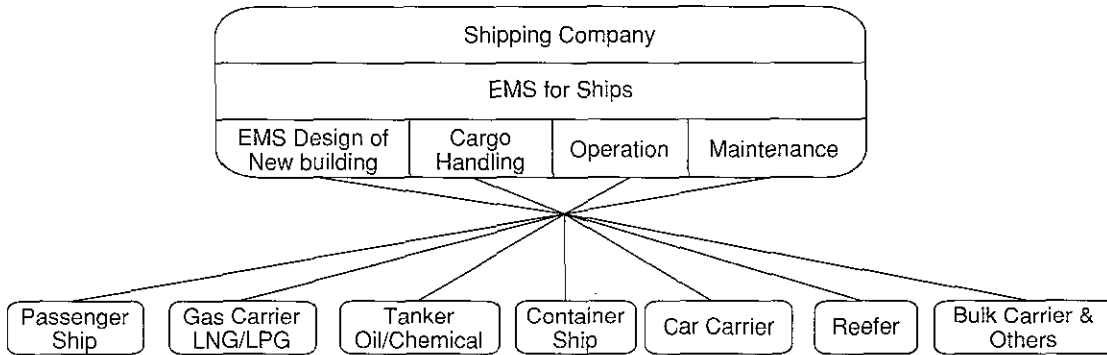 Shipping Company
EMS for Ships
EMS Design of
New building
Cargo
Handling
Operation
Maintenance
Passenger
Ship
Gas Carrier
LNG/LPG
Tanker
Oil/Chemical
Container
Ship
Car Carrier
Reefer
Bulk Carrier &
Others